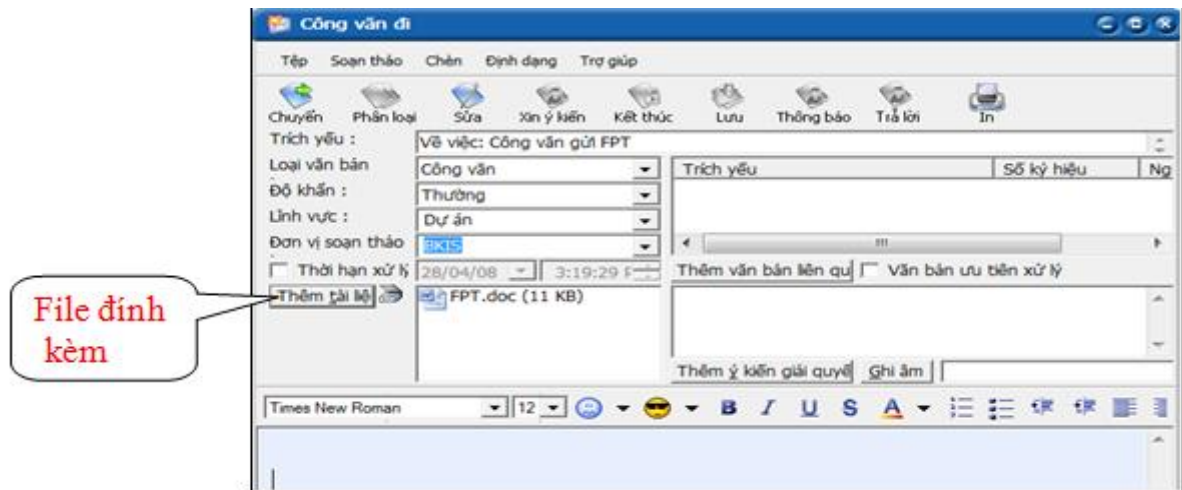 Công văn đi
Tệp Soạn thảo Chèn Định dạng Trợ giúp
Chuyển Phân loại Sửa Xin ý kiến Kết thúc Lưu Thông báo Trả lời In
Trích yếu : Về việc: Công văn gửi FPT
Loại văn bản Công văn Trích yếu Số ký hiệu Ng
Độ khẩn : Thường
Lĩnh vực : Dự án
Đơn vị soạn thảo BKIS
Thời hạn xử lý 28/04/08 3:19:29 Thêm văn bản liên qu Văn bản ưu tiên xử lý
Thêm tài liệ FPT.doc (11 KB)
File đính
kèm
Thêm ý kiến giải quyế Ghi âm
Times New Roman 12 B I U S A